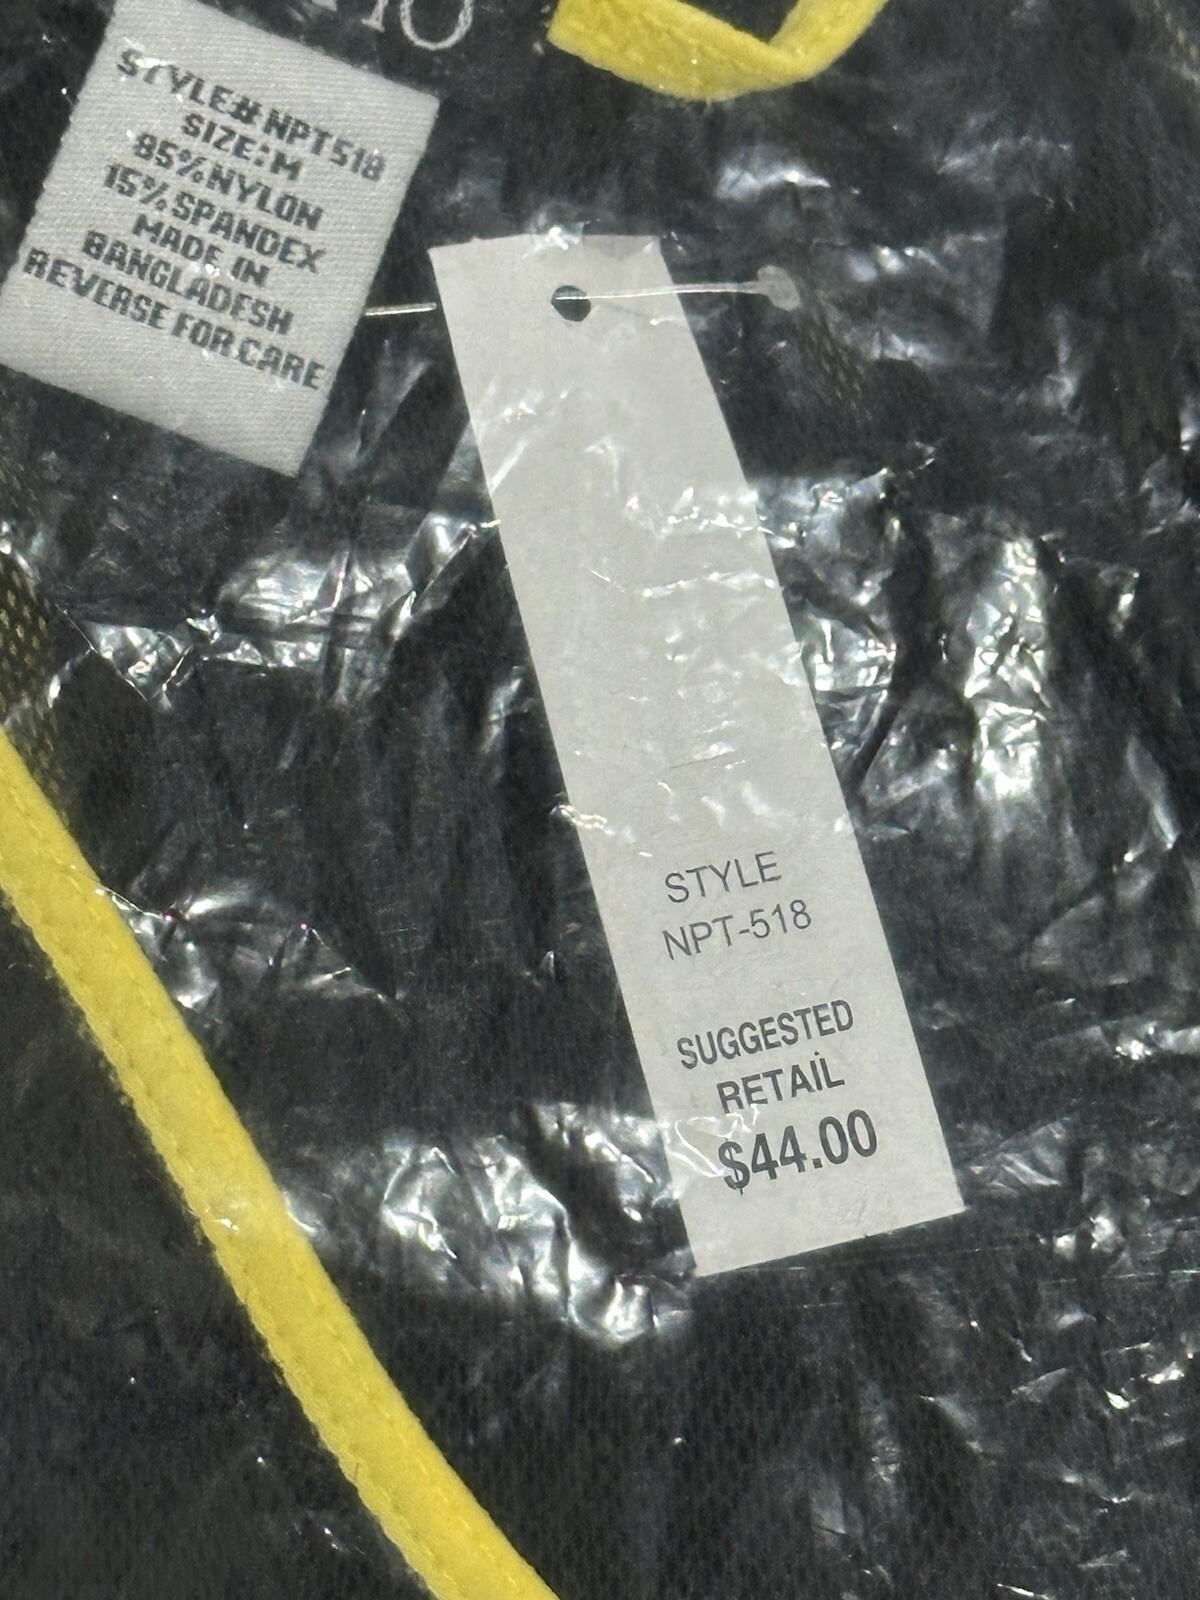 STYLE# NPT518
SIZE: M
85% NYLON
15% SPANDEX
MADE IN
BANGLADESH
REVERSE FOR CARE
STYLE
NPT-518
SUGGESTED
RETAIL
$44.00